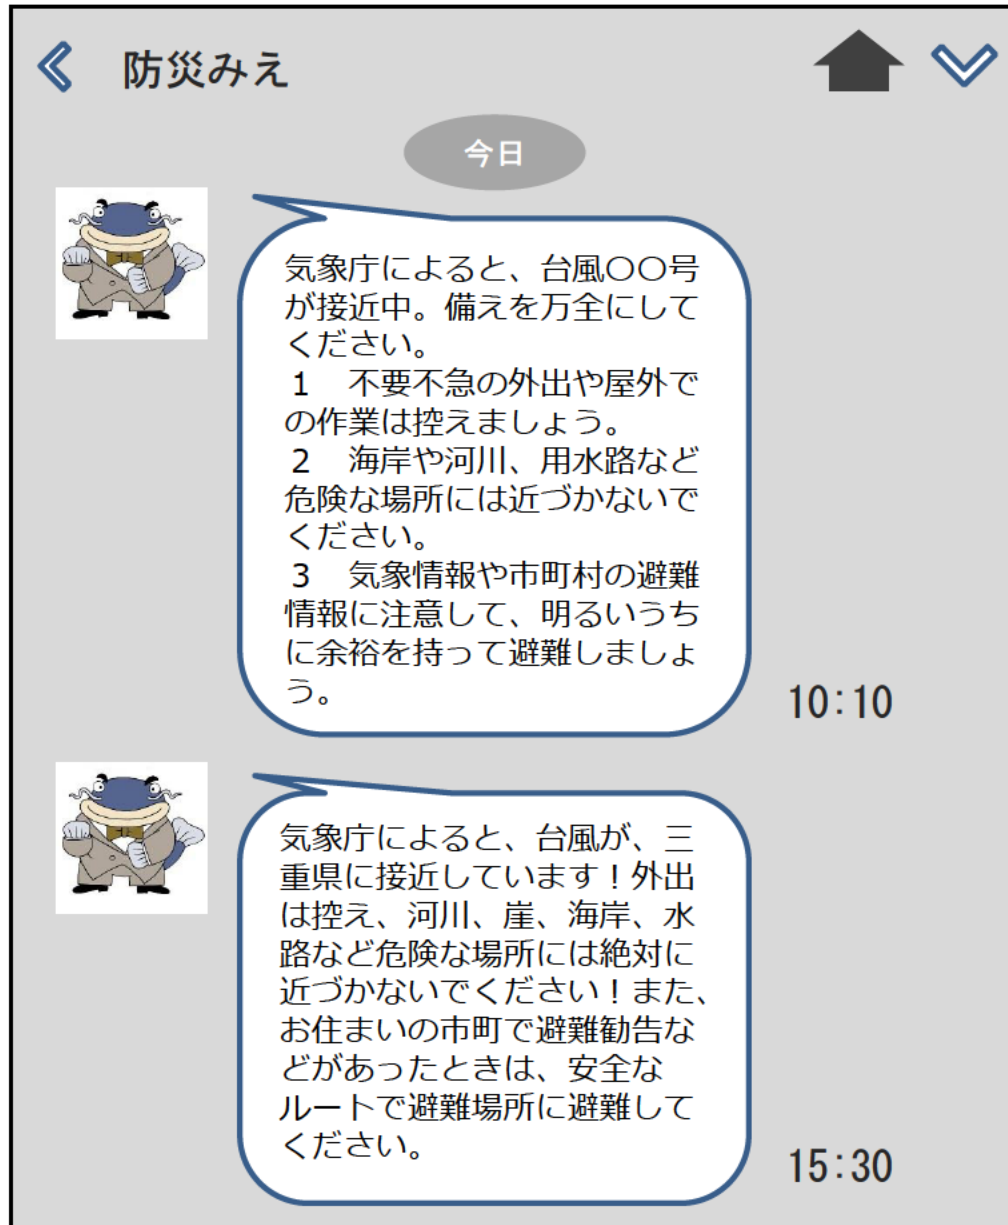 防災みえ
今日
気象庁によると、台風〇〇号
が接近中。備えを万全にして
ください。
１　不要不急の外出や屋外で
の作業は控えましょう。
２　海岸や河川、用水路など
危険な場所には近づかないで
ください。
３　気象情報や市町村の避難
情報に注意して、明るいうち
に余裕を持って避難しましょ
う。
10:10
気象庁によると、台風が、三
重県に接近しています！外出
は控え、河川、崖、海岸、水
路など危険な場所には絶対に
近づかないでください！また、
お住まいの市町で避難勧告な
どがあったときは、安全な
ルートで避難場所に避難して
ください。
15:30